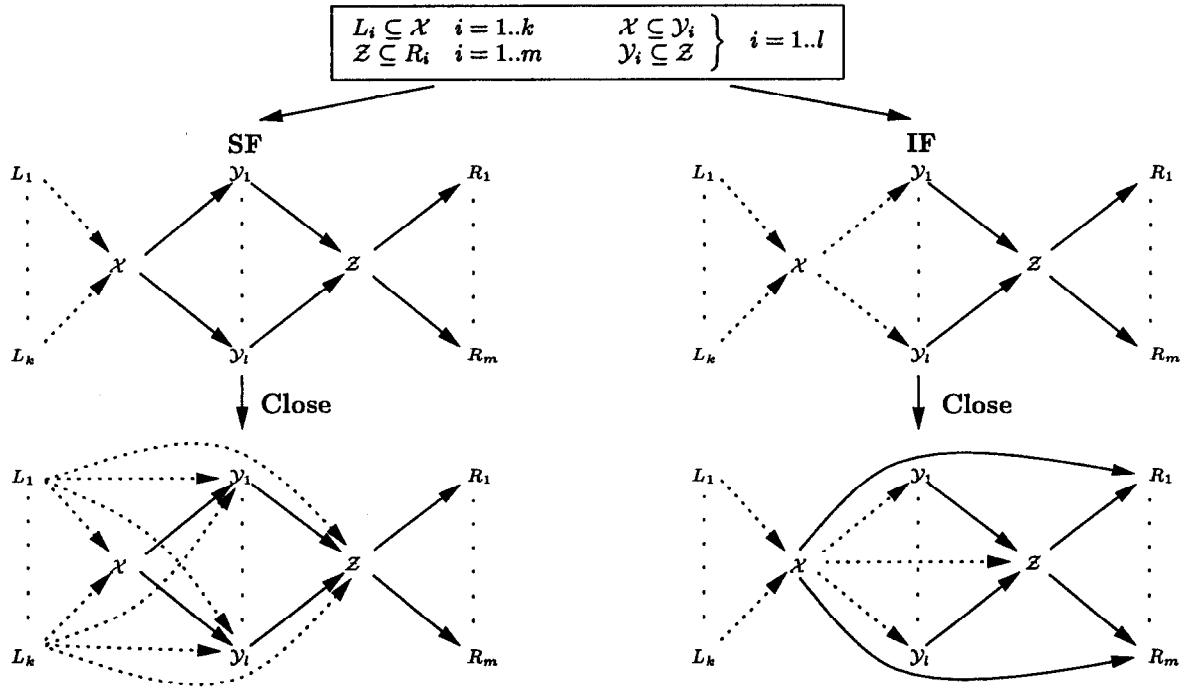 L_i ⊆ 𝒳 i = 1..k 𝒳 ⊆ 𝒴_i
𝒵 ⊆ R_i i = 1..m 𝒴_i ⊆ 𝒵 } i = 1..l
SF
IF
L_1 𝒴_1 R_1
L_1 𝒴_1 R_1
𝒳 𝒵
𝒳 𝒵
L_k 𝒴_l R_m
L_k 𝒴_l R_m
Close
Close
L_1 𝒴_1 R_1
L_1 𝒴_1 R_1
𝒳 𝒵
𝒳 𝒵
L_k 𝒴_l R_m
L_k 𝒴_l R_m